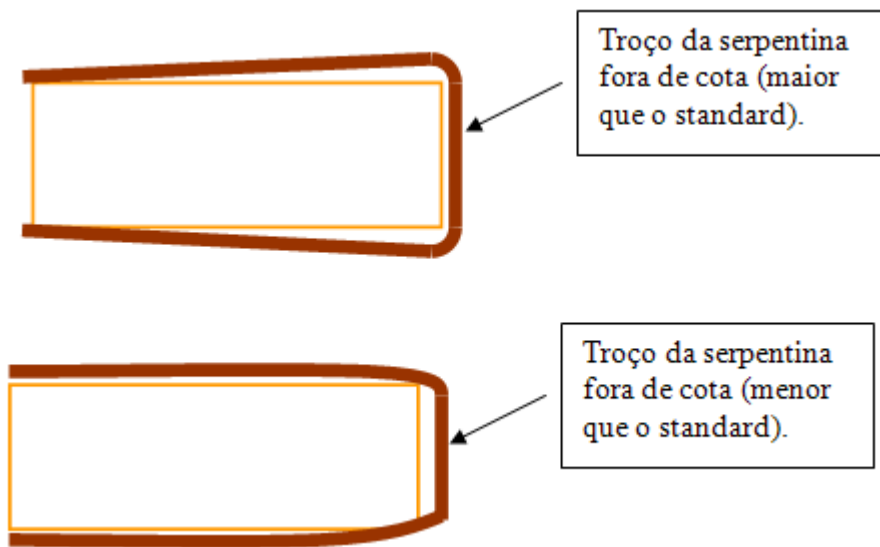 Troço da serpentina
fora de cota (maior
que o standard).
Troço da serpentina
fora de cota (menor
que o standard).